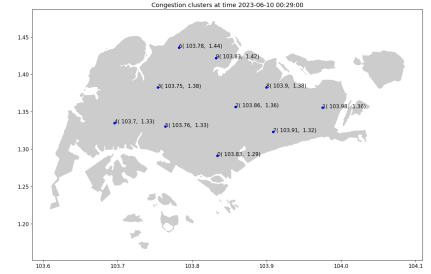 Congestion clusters at time 2023-06-10 00:29:00
1.45
1.40
1.35
1.30
1.25
1.20
( 103.78, 1.44)
( 103.83, 1.42)
( 103.75, 1.38)
( 103.9, 1.38)
( 103.86, 1.36)
( 103.98, 1.36)
( 103.7, 1.33)
( 103.76, 1.33)
( 103.91, 1.32)
( 103.83, 1.29)
103.6 103.7 103.8 103.9 104.0 104.1